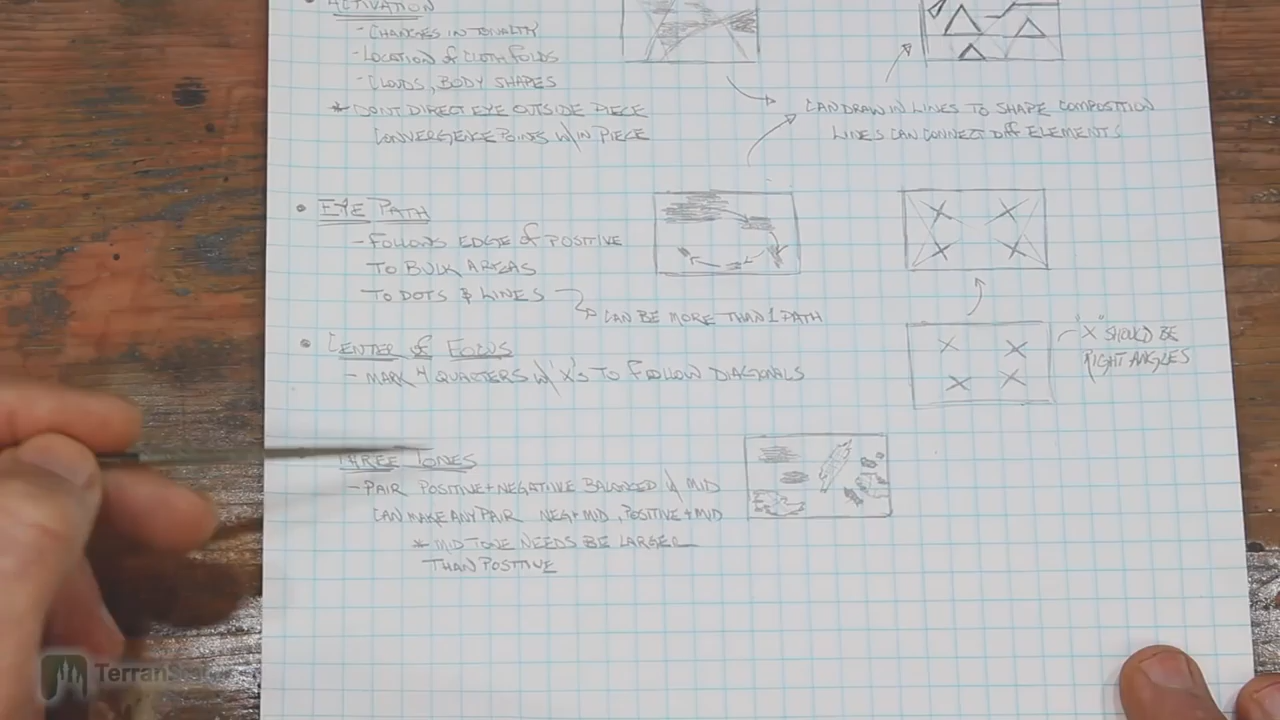 ACTIVATION
- CHANGES IN TONALITY
- LOCATION of CLOTH FOLDS
- CLOUDS, BODY SHAPES
* DONT DIRECT EYE OUTSIDE PIECE
CONVERGENCE POINTS W/IN PIECE
CAN DRAW IN LINES TO SHAPE COMPOSITION
LINES CAN CONNECT Diff ELEMENTS
• EYE PATH
- FOLLOWS EDGE of POSITIVE
TO BULK AREAS
TO DOTS & LINES
CAN BE MORE THAN 1 PATH
• CENTER of FOCUS
- MARK 4 QUARTERS W/ 'X'S TO FOLLOW DIAGONALS
"X" SHOULD BE
RIGHT ANGLES
THREE TONES
- PAIR POSITIVE + NEGATIVE BALANCED W/ MID
CAN MAKE ANY PAIR NEG + MID, POSITIVE + MID
* MID TONE NEEDS BE LARGER
THAN POSITIVE